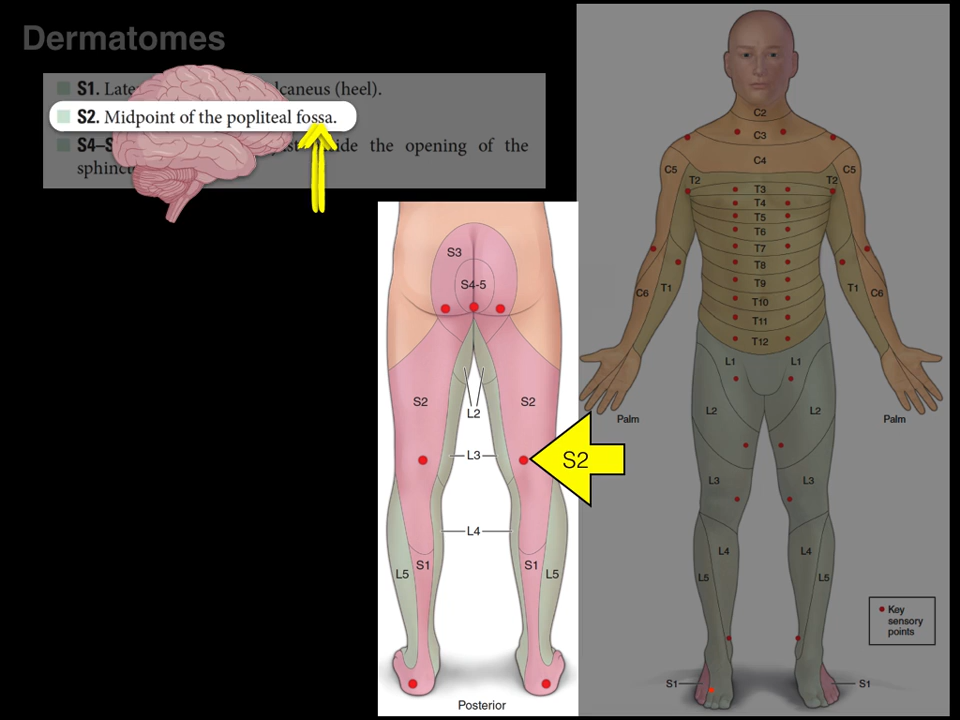 Dermatomes
S1. Late caneus (heel).
S2. Midpoint of the popliteal fossa.
S4–S ide the opening of the
sphinc
S3
S4-5
S2 S2
L2
L3
L4
S1 S1
L5 L5
Posterior
S2
C2
C3
C4
C5 C5
T2 T2
T3
T4
T5
T6
T7
T8
T9
T10
T11
T12
C6 T1 T1 C6
L1 L1
L2 L2
Palm Palm
L3 L3
L4 L4
L5 L5
S1 S1
Key
sensory
points